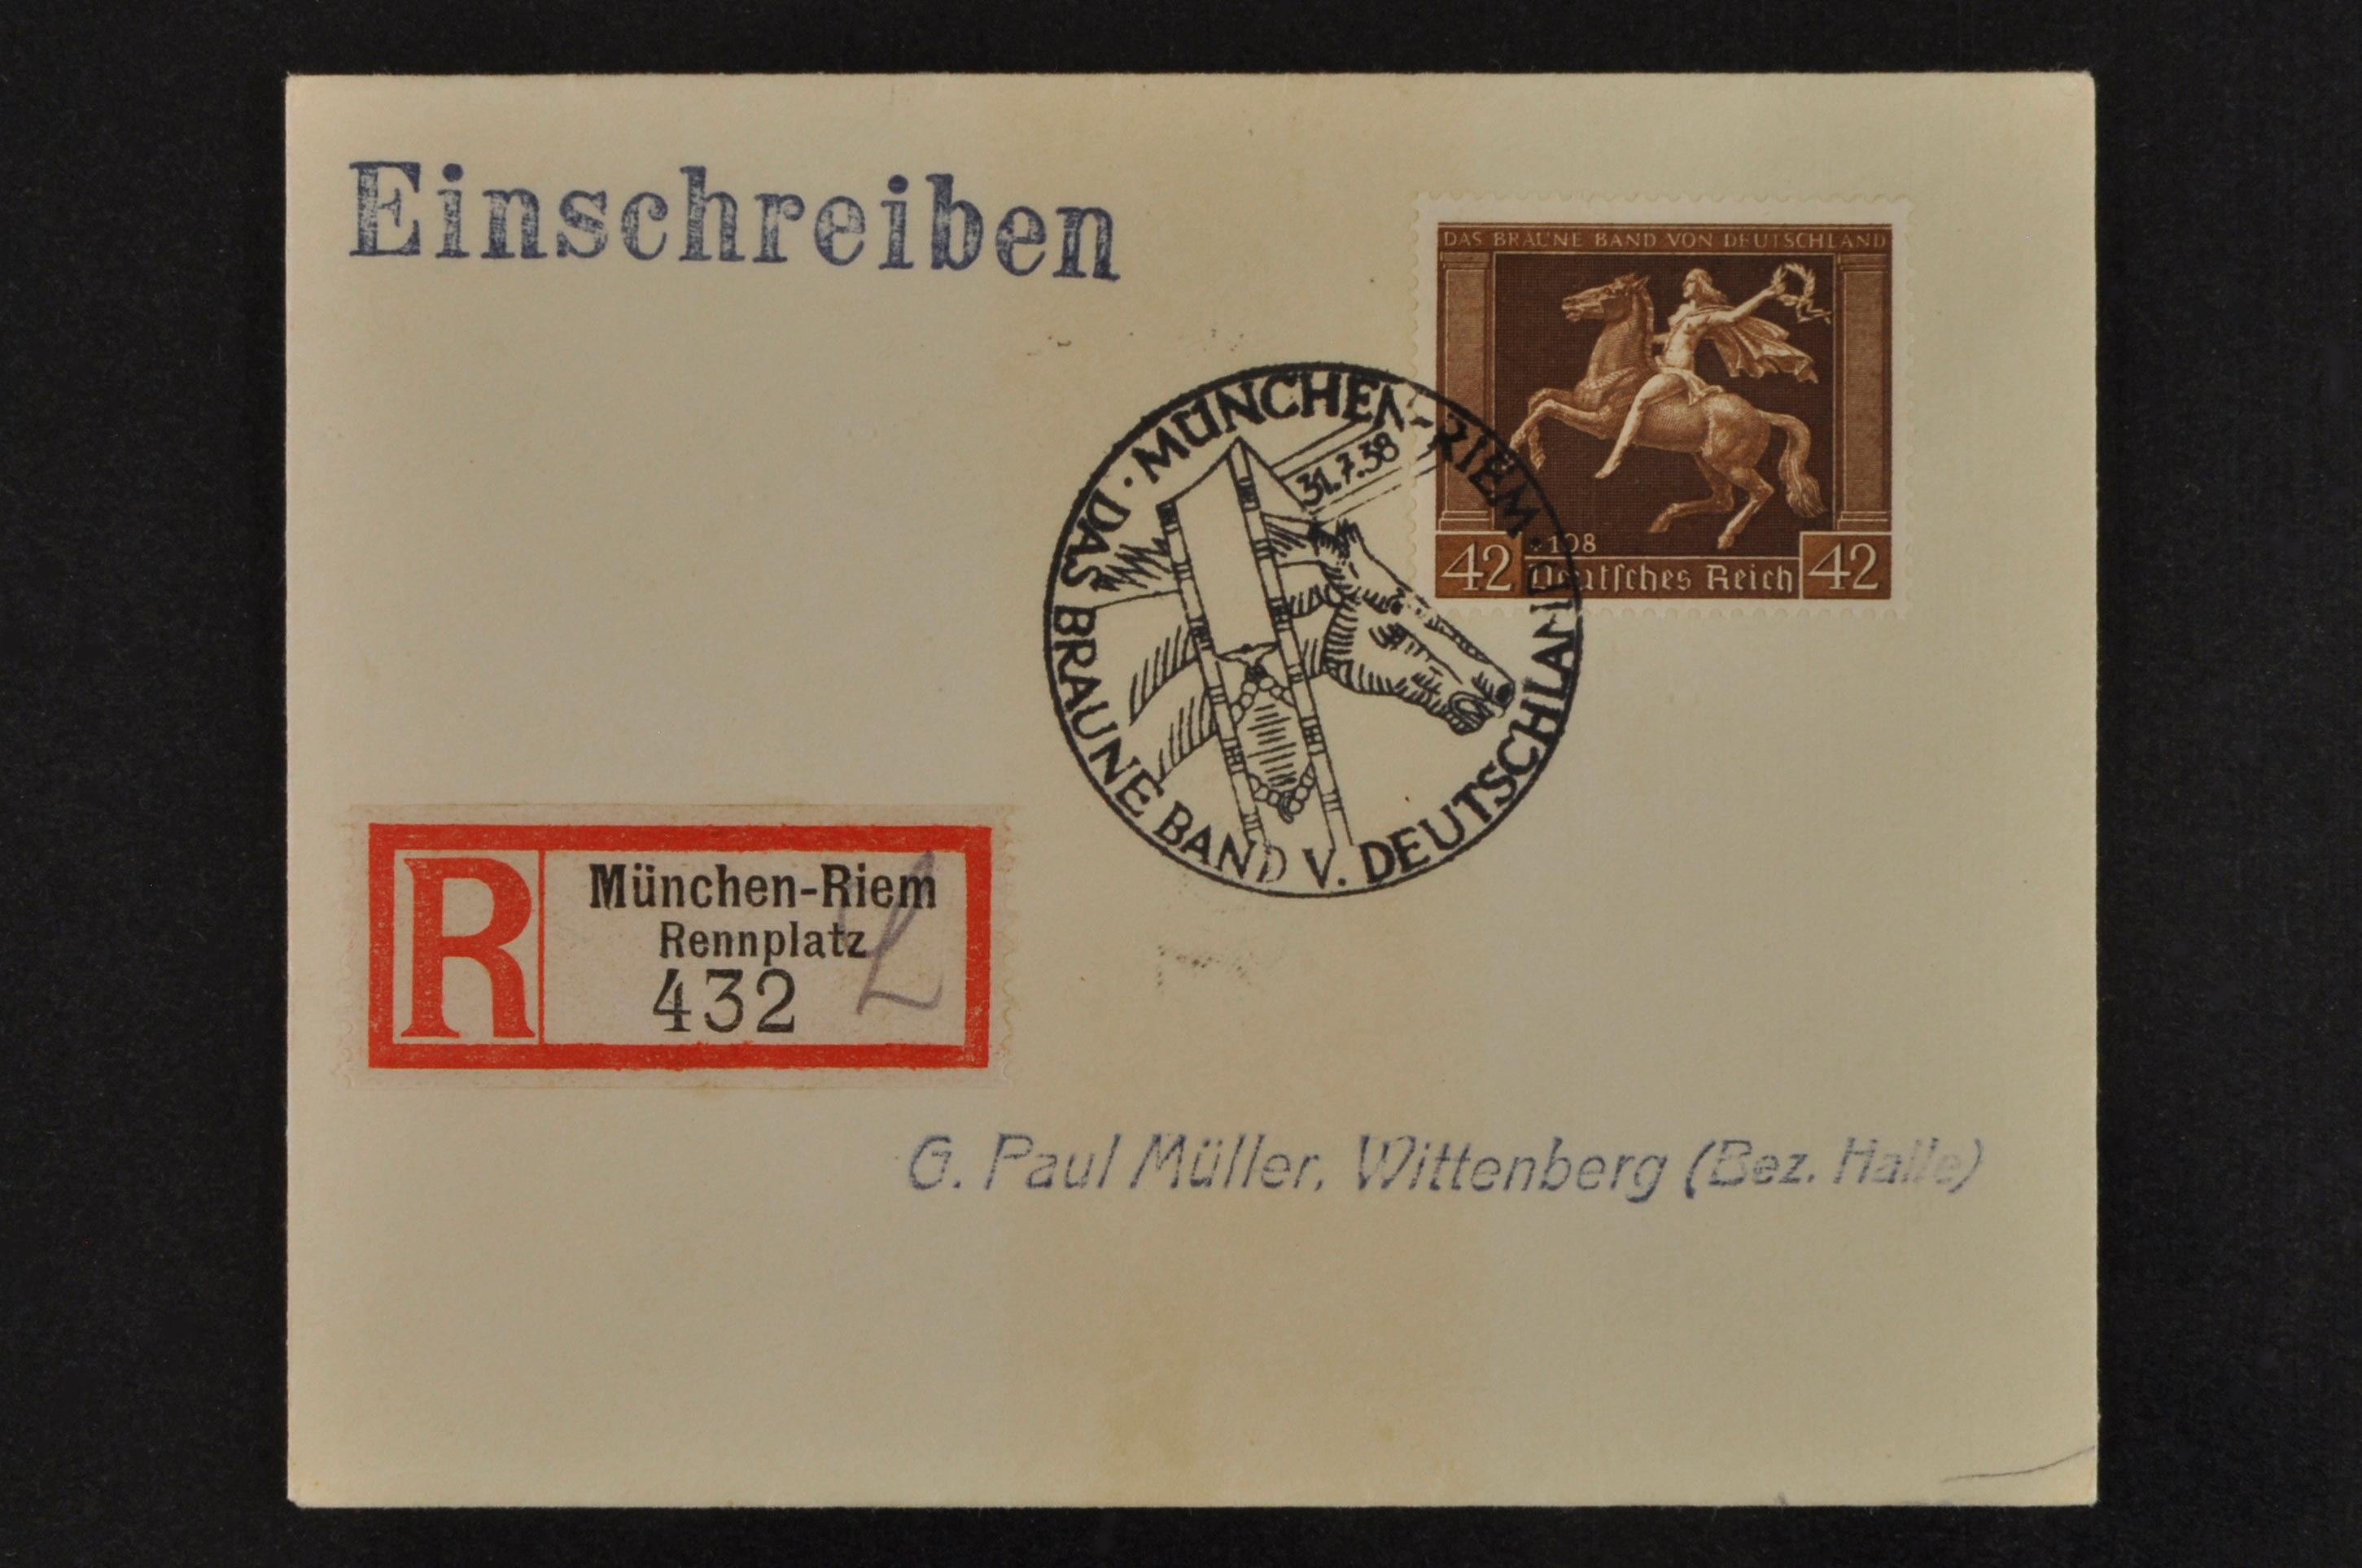 Einschreiben
DAS BRAUNE BAND VON DEUTSCHLAND
+108
42 Deutsches Reich 42
· MÜNCHEN-RIEM ·
31.7.38
DAS BRAUNE BAND V. DEUTSCHLAND
R
München-Riem
Rennplatz
432
G. Paul Müller, Wittenberg (Bez. Halle)